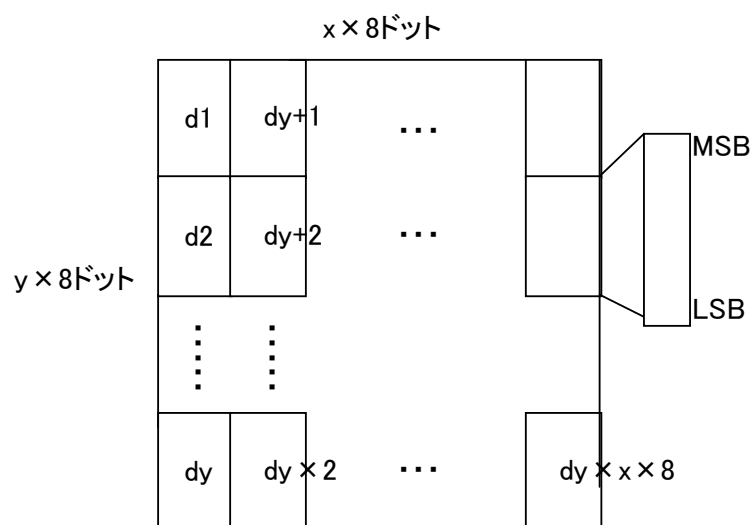 x×8ドット
d1 dy+1 ･･･
MSB
d2 dy+2 ･･･
y×8ドット
LSB
dy dy×2 ･･･ dy×x×8